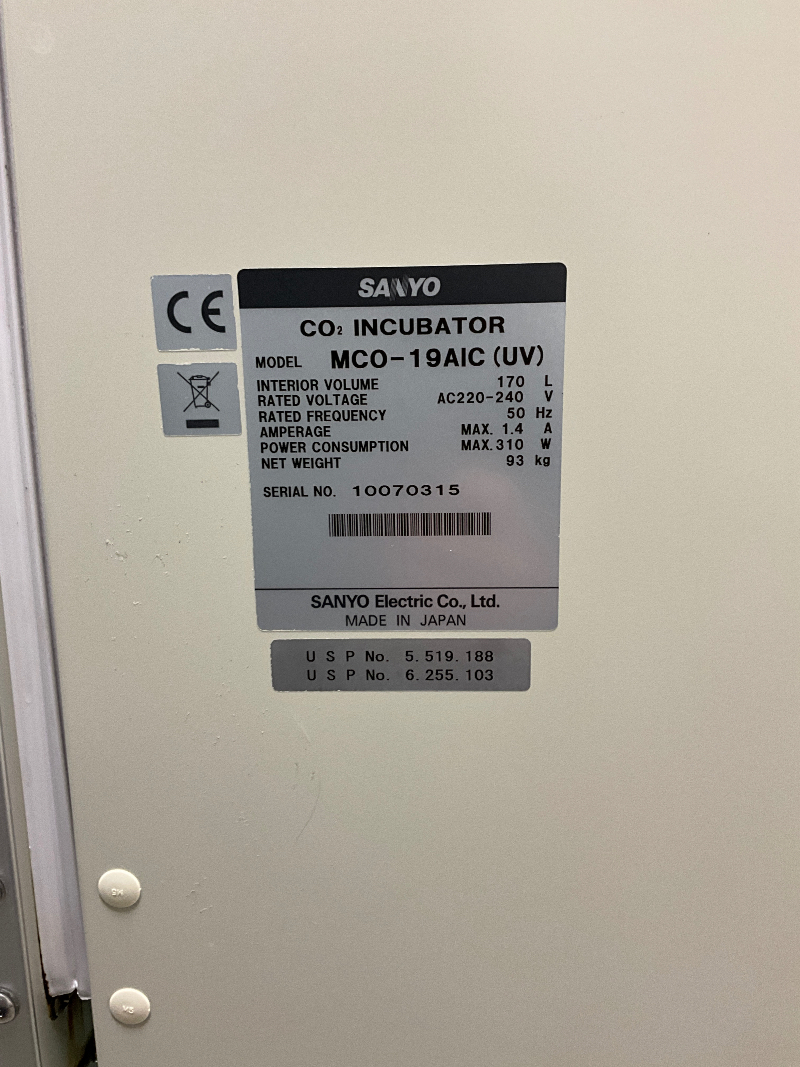 CE
SANYO
CO₂ INCUBATOR
MODEL MCO-19AIC (UV)
INTERIOR VOLUME 170 L
RATED VOLTAGE AC220-240 V
RATED FREQUENCY 50 Hz
AMPERAGE MAX. 1.4 A
POWER CONSUMPTION MAX. 310 W
NET WEIGHT 93 kg
SERIAL NO. 10070315
SANYO Electric Co., Ltd.
MADE IN JAPAN
U S P No. 5. 519. 188
U S P No. 6. 255. 103